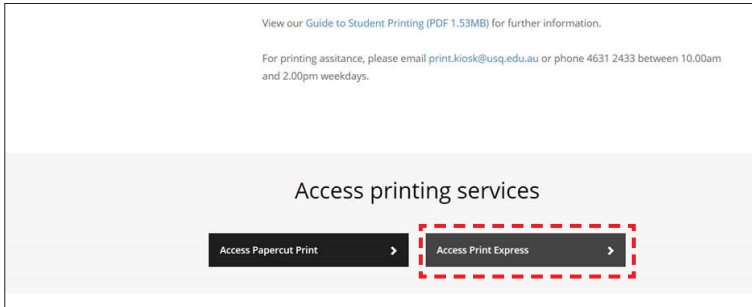 View our Guide to Student Printing (PDF 1.53MB) for further information.
For printing assitance, please email print.kiosk@usq.edu.au or phone 4631 2433 between 10.00am
and 2.00pm weekdays.
Access printing services
Access Papercut Print
Access Print Express